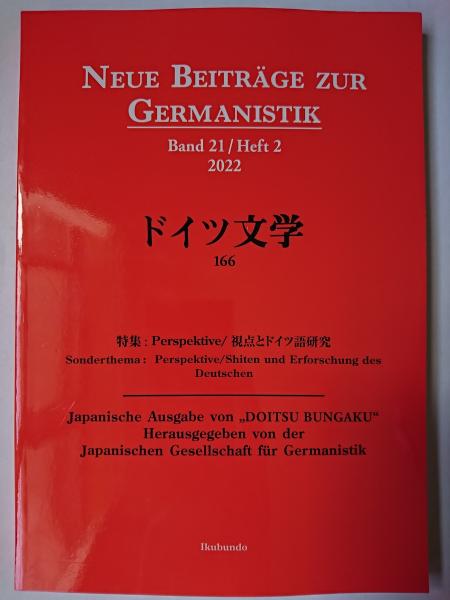 NEUE BEITRÄGE ZUR
GERMANISTIK
Band 21/Heft 2
2022
ドイツ文学
166
特集：Perspektive/ 視点とドイツ語研究
Sonderthema: Perspektive/Shiten und Erforschung des
Deutschen
Japanische Ausgabe von „DOITSU BUNGAKU“
Herausgegeben von der
Japanischen Gesellschaft für Germanistik
Ikubundo